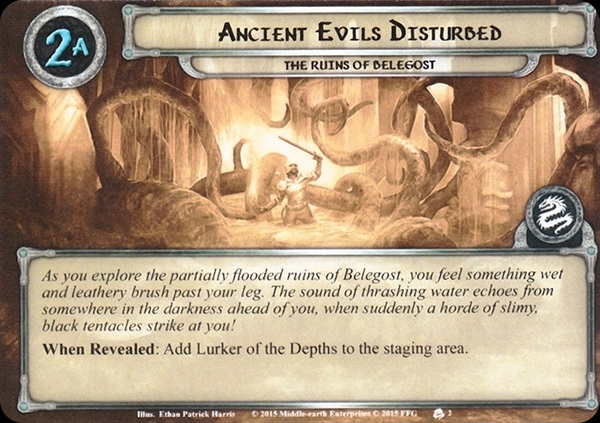 2A
ANCIENT EVILS DISTURBED
THE RUINS OF BELEGOST
As you explore the partially flooded ruins of Belegost, you feel something wet
and leathery brush past your leg. The sound of thrashing water echoes from
somewhere in the darkness ahead of you, when suddenly a horde of slimy,
black tentacles strike at you!
When Revealed: Add Lurker of the Depths to the staging area.
Illus. Ethan Patrick Harris © 2015 Middle-earth Enterprises © 2015 FFG 2